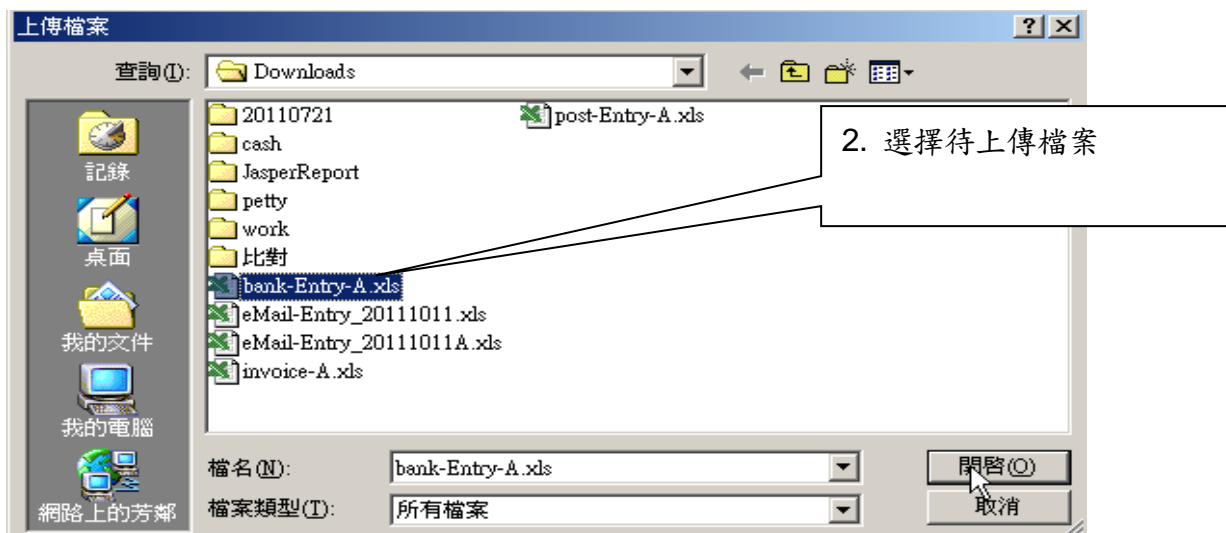 上傳檔案
查詢(I):
Downloads
記錄
桌面
我的文件
我的電腦
網路上的芳鄰
20110721
cash
JasperReport
petty
work
比對
bank-Entry-A.xls
eMail-Entry_20111011.xls
eMail-Entry_20111011A.xls
invoice-A.xls
post-Entry-A.xls
2. 選擇待上傳檔案
檔名(N):
bank-Entry-A.xls
開啓(O)
檔案類型(T):
所有檔案
取消